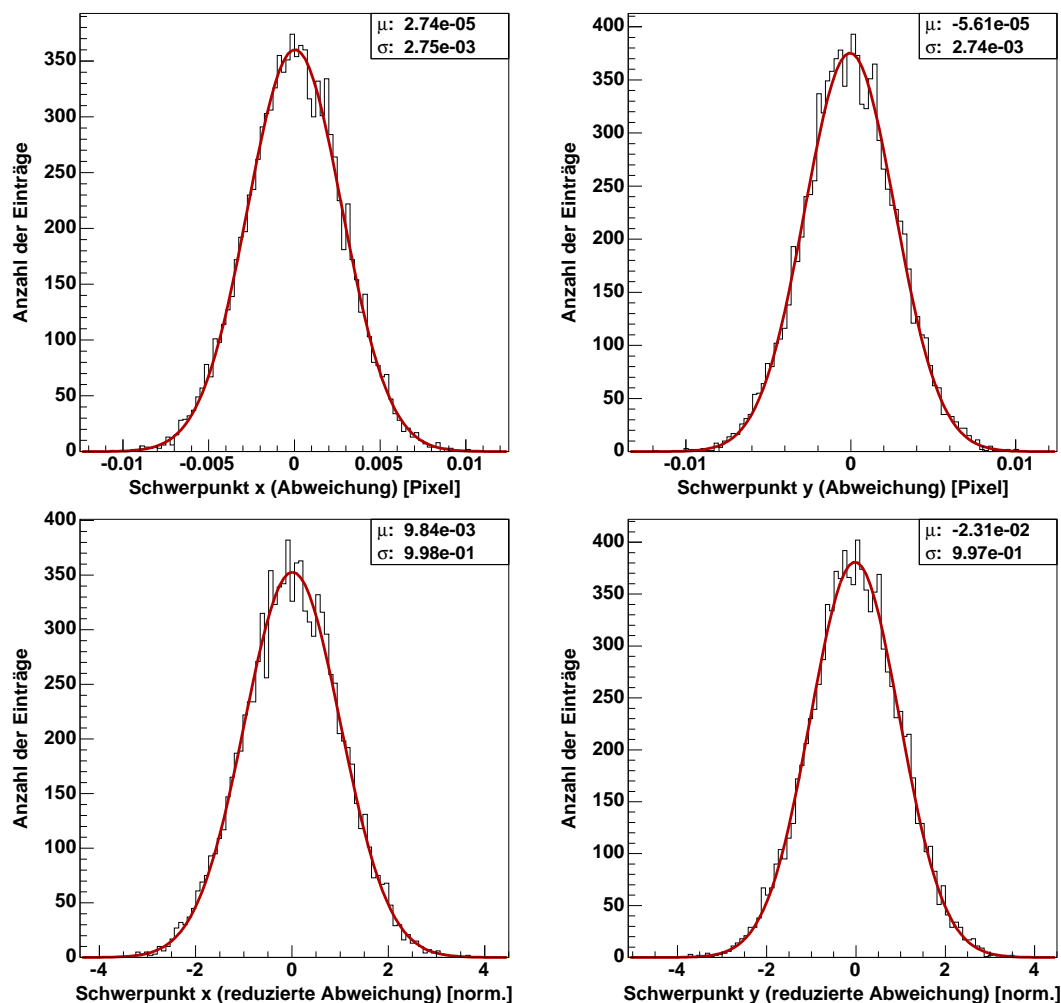 μ: 2.74e-05
σ: 2.75e-03
350
300
250
200
150
100
50
0
Anzahl der Einträge
-0.01 -0.005 0 0.005 0.01
Schwerpunkt x (Abweichung) [Pixel]
μ: -5.61e-05
σ: 2.74e-03
400
350
300
250
200
150
100
50
0
Anzahl der Einträge
-0.01 0 0.01
Schwerpunkt y (Abweichung) [Pixel]
μ: 9.84e-03
σ: 9.98e-01
400
350
300
250
200
150
100
50
0
Anzahl der Einträge
-4 -2 0 2 4
Schwerpunkt x (reduzierte Abweichung) [norm.]
μ: -2.31e-02
σ: 9.97e-01
400
350
300
250
200
150
100
50
0
Anzahl der Einträge
-4 -2 0 2 4
Schwerpunkt y (reduzierte Abweichung) [norm.]